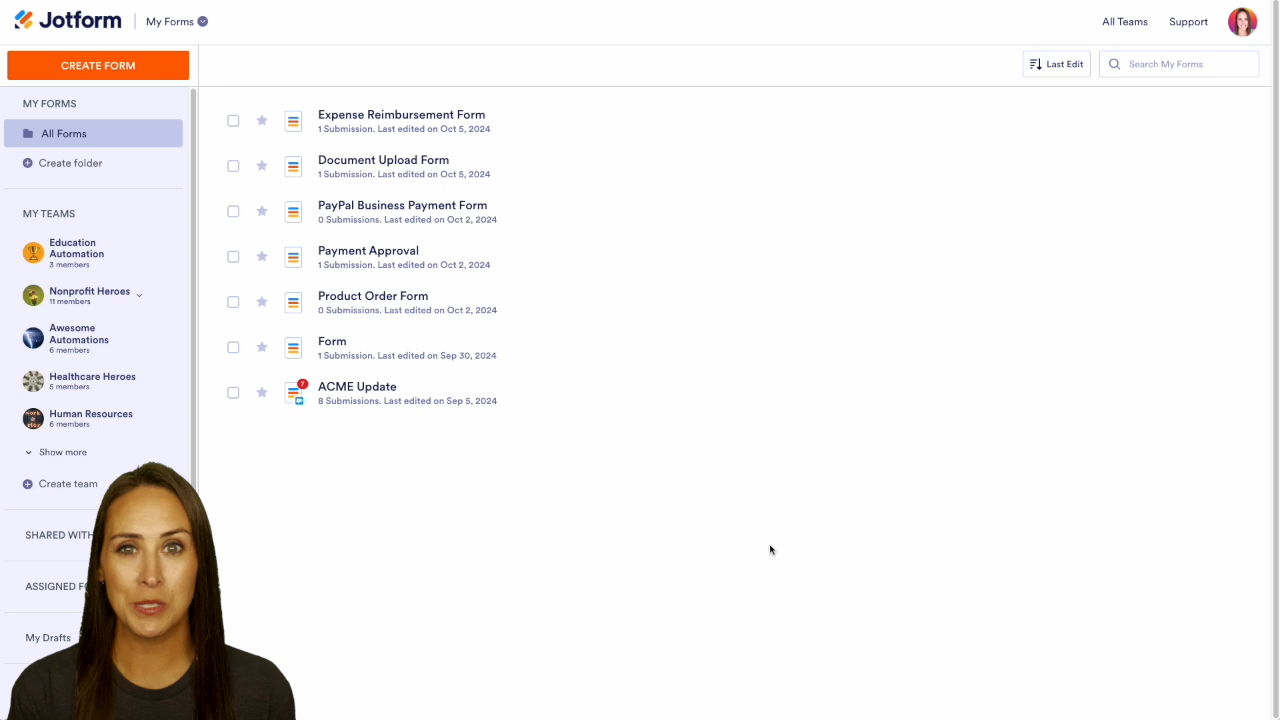 Jotform
My Forms
All Teams
Support
CREATE FORM
Last Edit
Search My Forms
MY FORMS
All Forms
Create folder
MY TEAMS
Education
Automation
3 members
Nonprofit Heroes
11 members
Awesome
Automations
6 members
Healthcare Heroes
5 members
Human Resources
6 members
Show more
Create team
SHARED WITH
ASSIGNED FO
My Drafts
Expense Reimbursement Form
1 Submission. Last edited on Oct 5, 2024
Document Upload Form
1 Submission. Last edited on Oct 5, 2024
PayPal Business Payment Form
0 Submissions. Last edited on Oct 2, 2024
Payment Approval
1 Submission. Last edited on Oct 2, 2024
Product Order Form
0 Submissions. Last edited on Oct 2, 2024
Form
1 Submission. Last edited on Sep 30, 2024
7
ACME Update
8 Submissions. Last edited on Sep 5, 2024